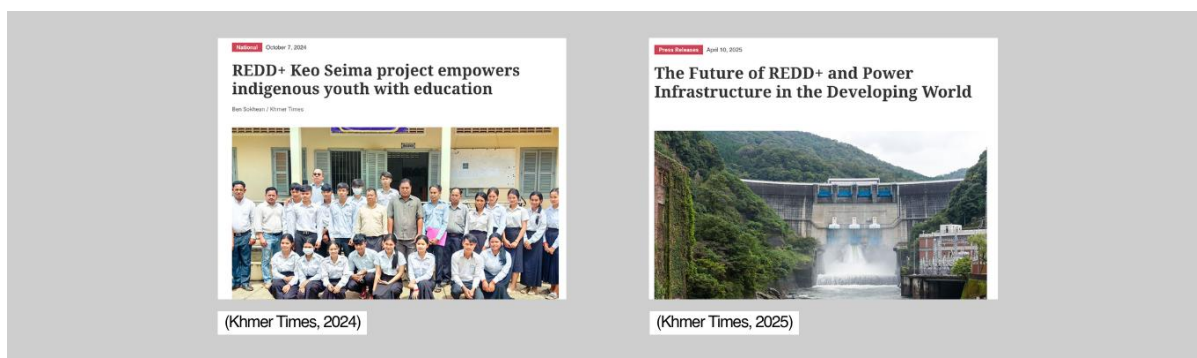 National October 7, 2024
REDD+ Keo Seima project empowers
indigenous youth with education
Ben Sokhean / Khmer Times
(Khmer Times, 2024)
Press Releases April 10, 2025
The Future of REDD+ and Power
Infrastructure in the Developing World
(Khmer Times, 2025)